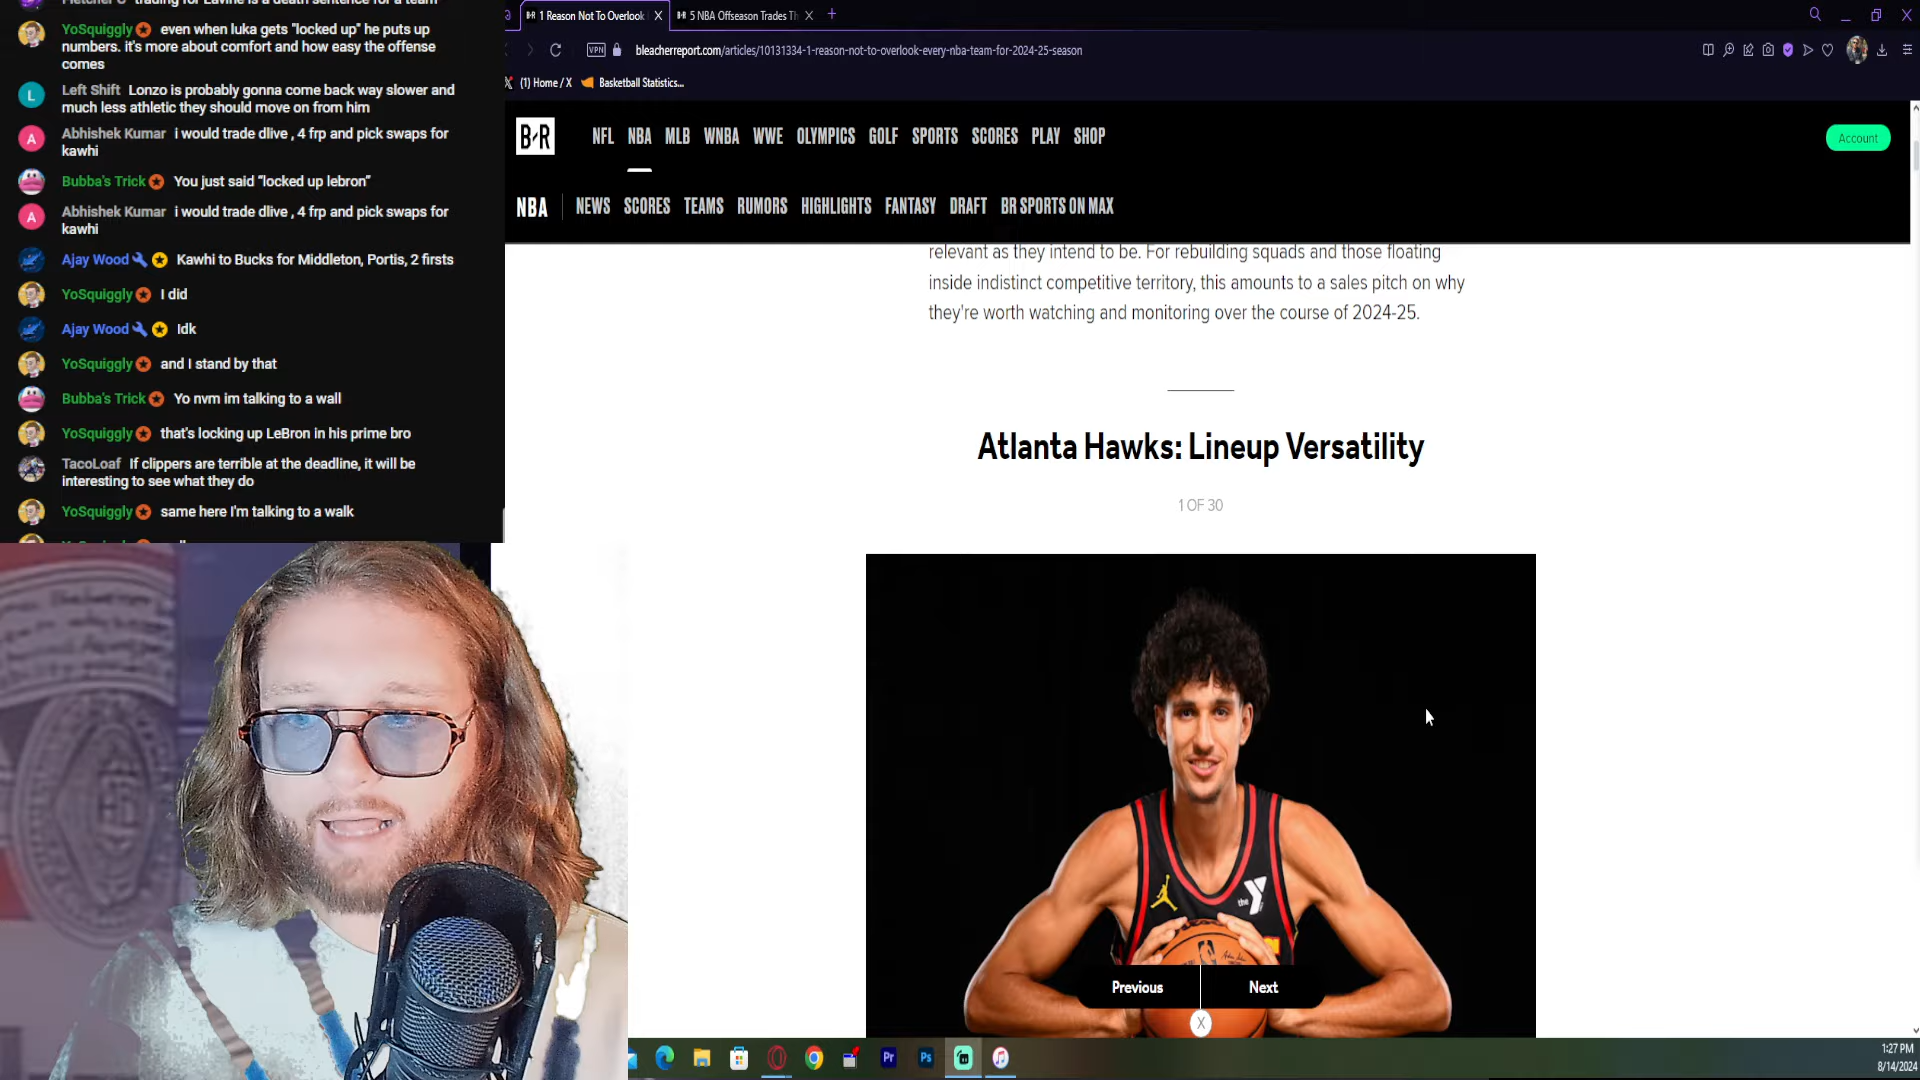 trading for Lavine is a death sentence for a team
YoSquiggly even when luka gets "locked up" he puts up
numbers. it's more about comfort and how easy the offense
comes
L Left Shift Lonzo is probably gonna come back way slower and
much less athletic they should move on from him
A Abhishek Kumar i would trade dlive , 4 frp and pick swaps for
kawhi
Bubba's Trick You just said "locked up lebron"
A Abhishek Kumar i would trade dlive , 4 frp and pick swaps for
kawhi
Ajay Wood Kawhi to Bucks for Middleton, Portis, 2 firsts
YoSquiggly I did
Ajay Wood Idk
YoSquiggly and I stand by that
Bubba's Trick Yo nvm im talking to a wall
YoSquiggly that's locking up LeBron in his prime bro
TacoLoaf If clippers are terrible at the deadline, it will be
interesting to see what they do
YoSquiggly same here I'm talking to a walk
B-R 1 Reason Not To Overlook
B-R 5 NBA Offseason Trades Th
VPN bleacherreport.com/articles/10131334-1-reason-not-to-overlook-every-nba-team-for-2024-25-season
(1) Home / X Basketball Statistics...
B-R NFL NBA MLB WNBA WWE OLYMPICS GOLF SPORTS SCORES PLAY SHOP
Account
NBA NEWS SCORES TEAMS RUMORS HIGHLIGHTS FANTASY DRAFT BR SPORTS ON MAX
relevant as they intend to be. For rebuilding squads and those floating
inside indistinct competitive territory, this amounts to a sales pitch on why
they're worth watching and monitoring over the course of 2024-25.
Atlanta Hawks: Lineup Versatility
1 OF 30
the Y
Previous Next
X
Pr Ps
1:27 PM
8/14/2024